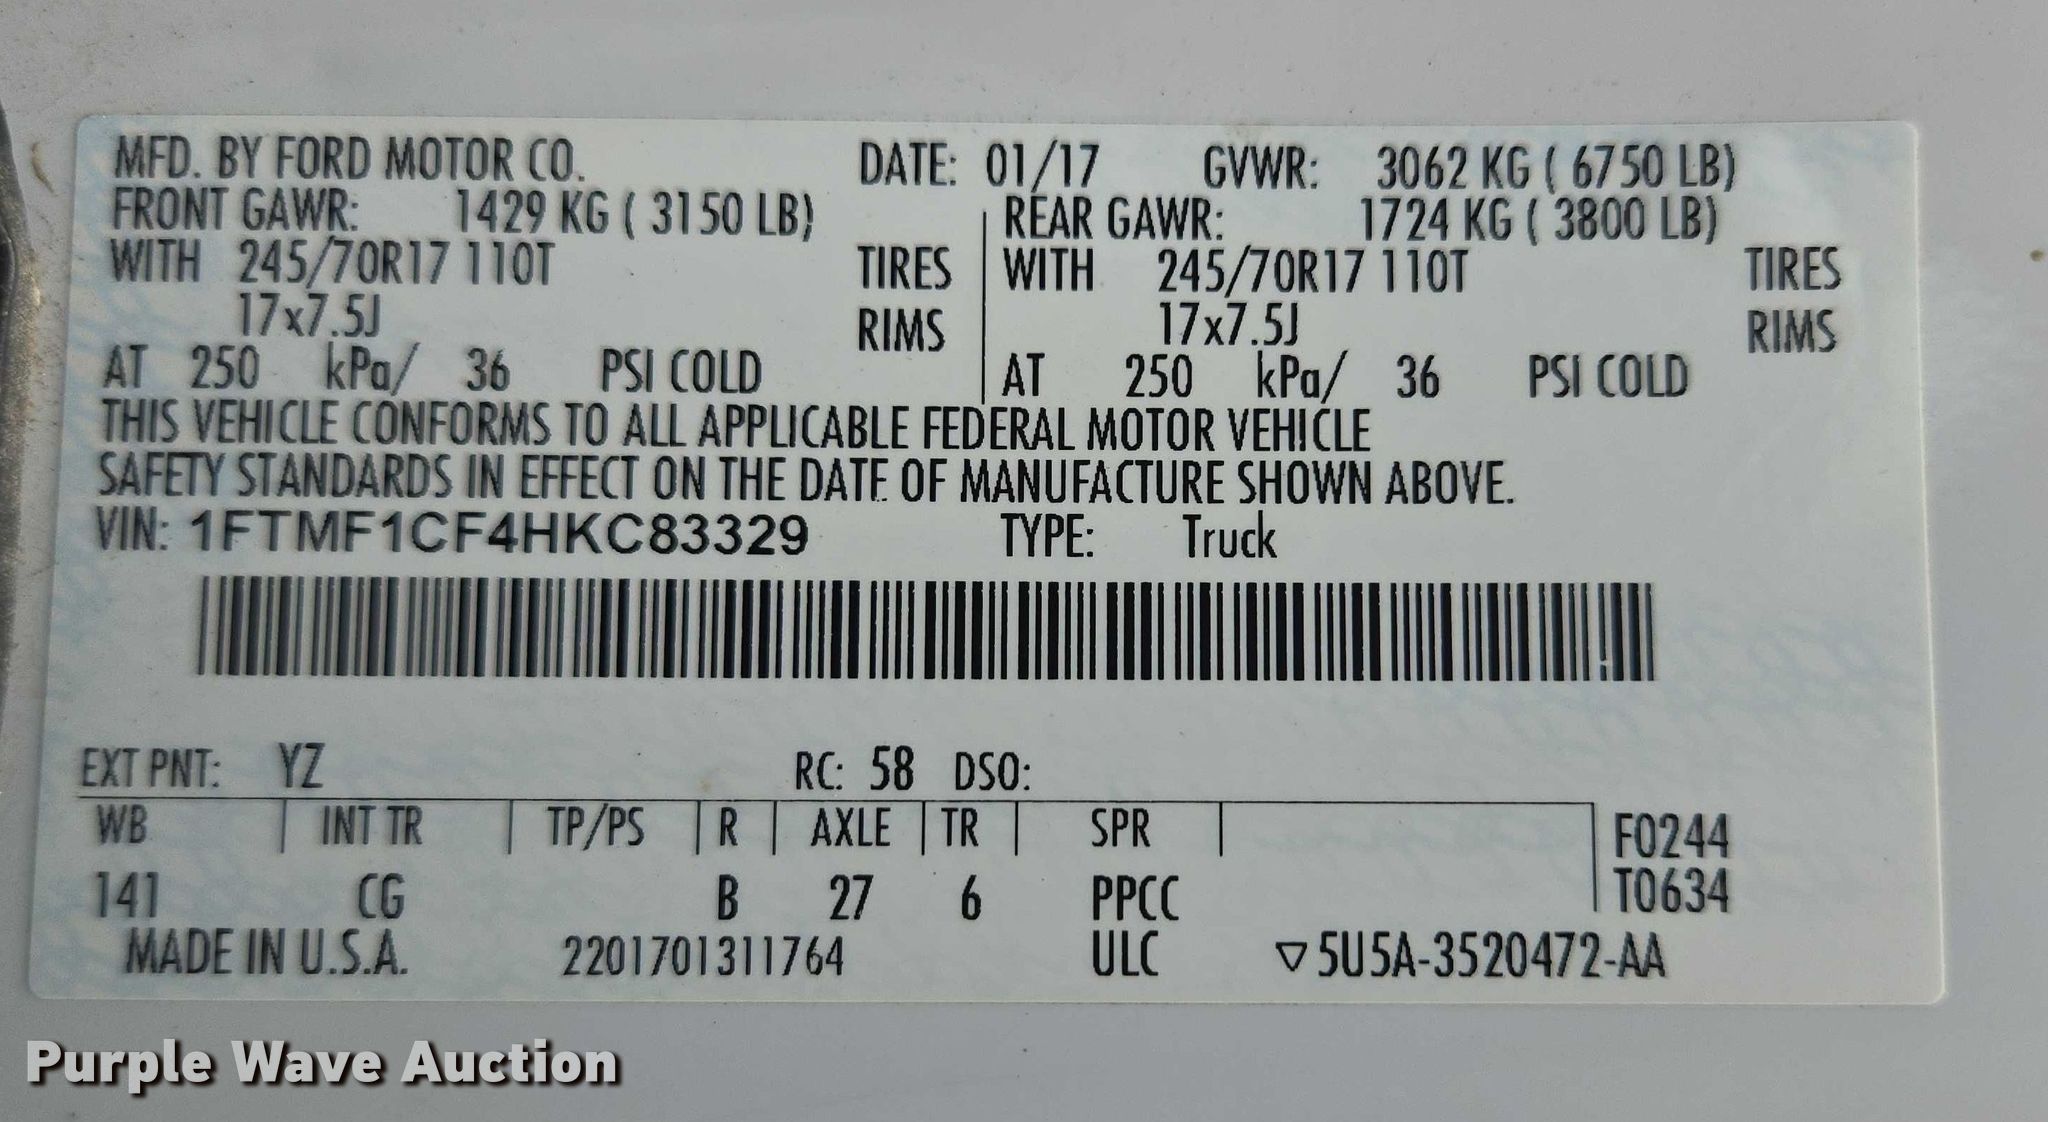 MFD. BY FORD MOTOR CO. DATE: 01/17 GVWR: 3062 KG ( 6750 LB)
FRONT GAWR: 1429 KG ( 3150 LB) REAR GAWR: 1724 KG ( 3800 LB)
WITH 245/70R17 110T TIRES WITH 245/70R17 110T TIRES
17x7.5J RIMS 17x7.5J RIMS
AT 250 kPa/ 36 PSI COLD AT 250 kPa/ 36 PSI COLD
THIS VEHICLE CONFORMS TO ALL APPLICABLE FEDERAL MOTOR VEHICLE
SAFETY STANDARDS IN EFFECT ON THE DATE OF MANUFACTURE SHOWN ABOVE.
VIN: 1FTMF1CF4HKC83329 TYPE: Truck
EXT PNT: YZ RC: 58 DSO:
WB INT TR TP/PS R AXLE TR SPR F0244
141 CG B 27 6 PPCC T0634
MADE IN U.S.A. 2201701311764 ULC ▽5U5A-3520472-AA
Purple Wave Auction